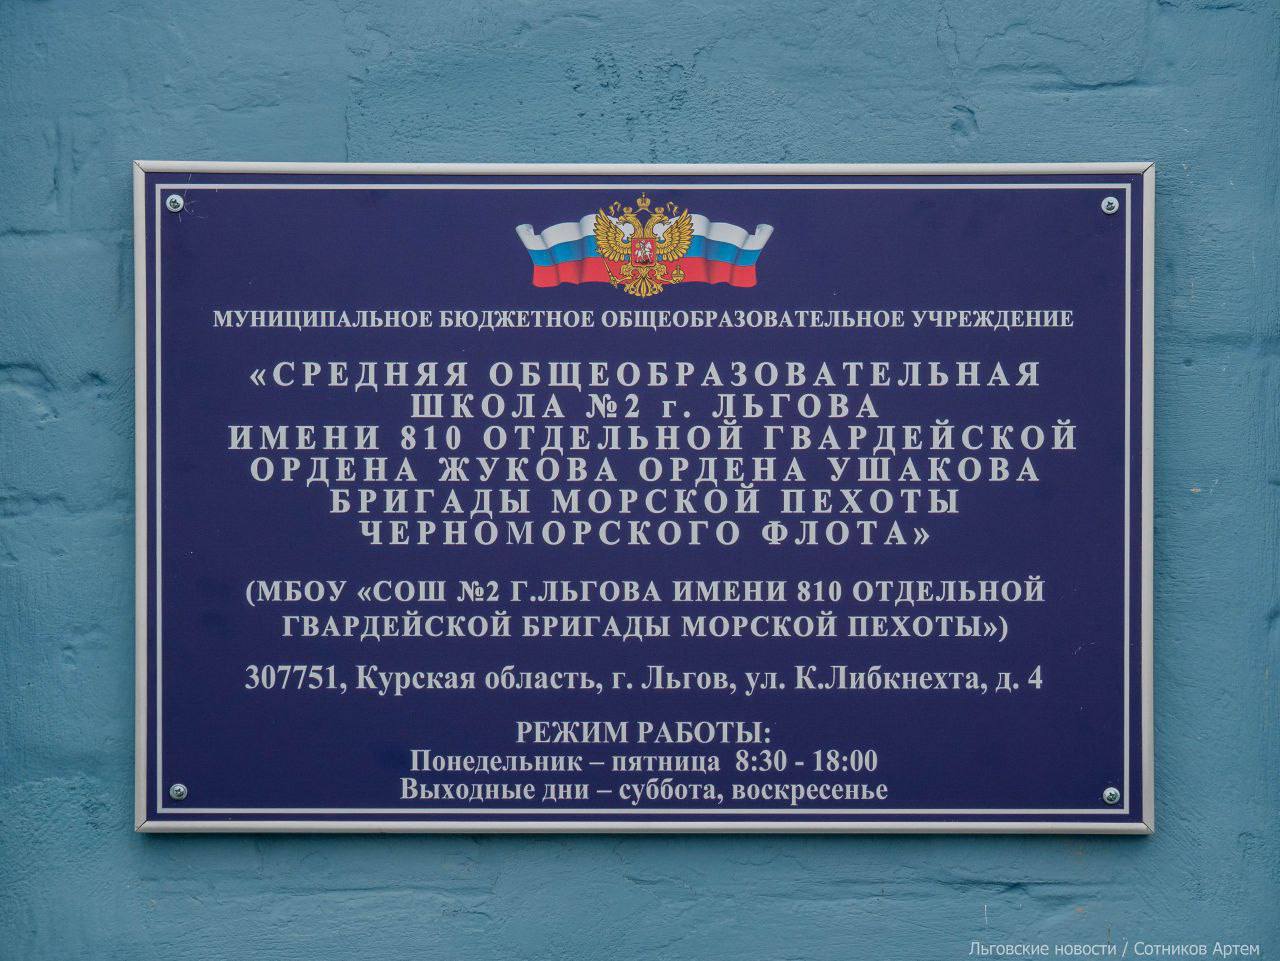 МУНИЦИПАЛЬНОЕ БЮДЖЕТНОЕ ОБЩЕОБРАЗОВАТЕЛЬНОЕ УЧРЕЖДЕНИЕ
«СРЕДНЯЯ ОБЩЕОБРАЗОВАТЕЛЬНАЯ
ШКОЛА №2 г. ЛЬГОВА
ИМЕНИ 810 ОТДЕЛЬНОЙ ГВАРДЕЙСКОЙ
ОРДЕНА ЖУКОВА ОРДЕНА УШАКОВА
БРИГАДЫ МОРСКОЙ ПЕХОТЫ
ЧЕРНОМОРСКОГО ФЛОТА»
(МБОУ «СОШ №2 Г.ЛЬГОВА ИМЕНИ 810 ОТДЕЛЬНОЙ
ГВАРДЕЙСКОЙ БРИГАДЫ МОРСКОЙ ПЕХОТЫ»)
307751, Курская область, г. Льгов, ул. К.Либкнехта, д. 4
РЕЖИМ РАБОТЫ:
Понедельник – пятница 8:30 - 18:00
Выходные дни – суббота, воскресенье
Льговские новости / Сотников Артем